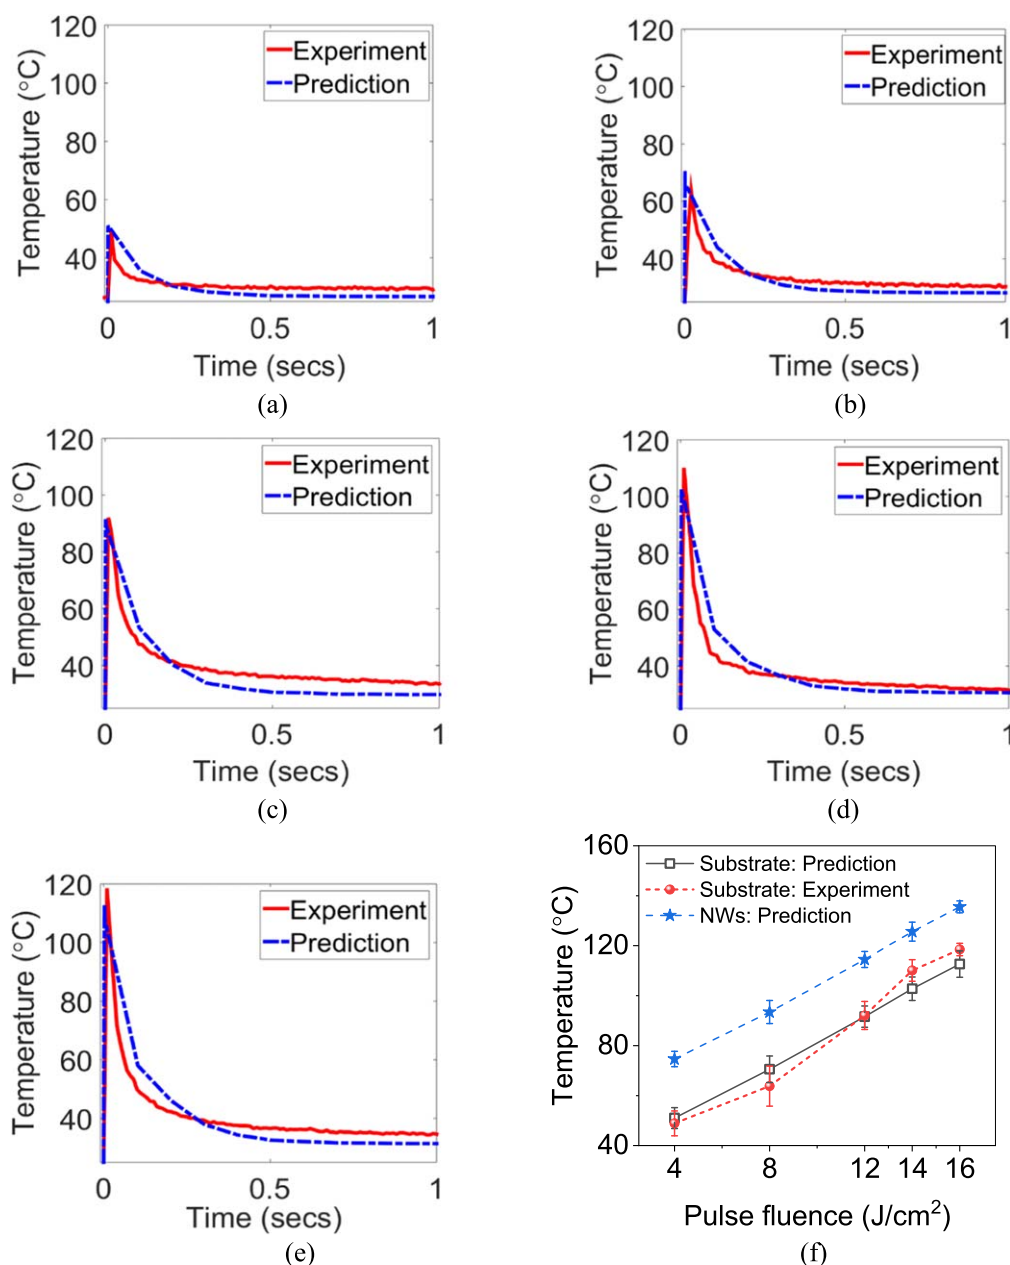 120
100
80
60
40
Temperature (°C)
Experiment
Prediction
0
0.5
1
Time (secs)
(a)
120
100
80
60
40
Temperature (°C)
Experiment
Prediction
0
0.5
1
Time (secs)
(b)
120
100
80
60
40
Temperature (°C)
Experiment
Prediction
0
0.5
1
Time (secs)
(c)
120
100
80
60
40
Temperature (°C)
Experiment
Prediction
0
0.5
1
Time (secs)
(d)
120
100
80
60
40
Temperature (°C)
Experiment
Prediction
0
0.5
1
Time (secs)
(e)
160
120
80
40
Temperature (°C)
Substrate: Prediction
Substrate: Experiment
NWs: Prediction
4
8
12
14
16
Pulse fluence (J/cm²)
(f)